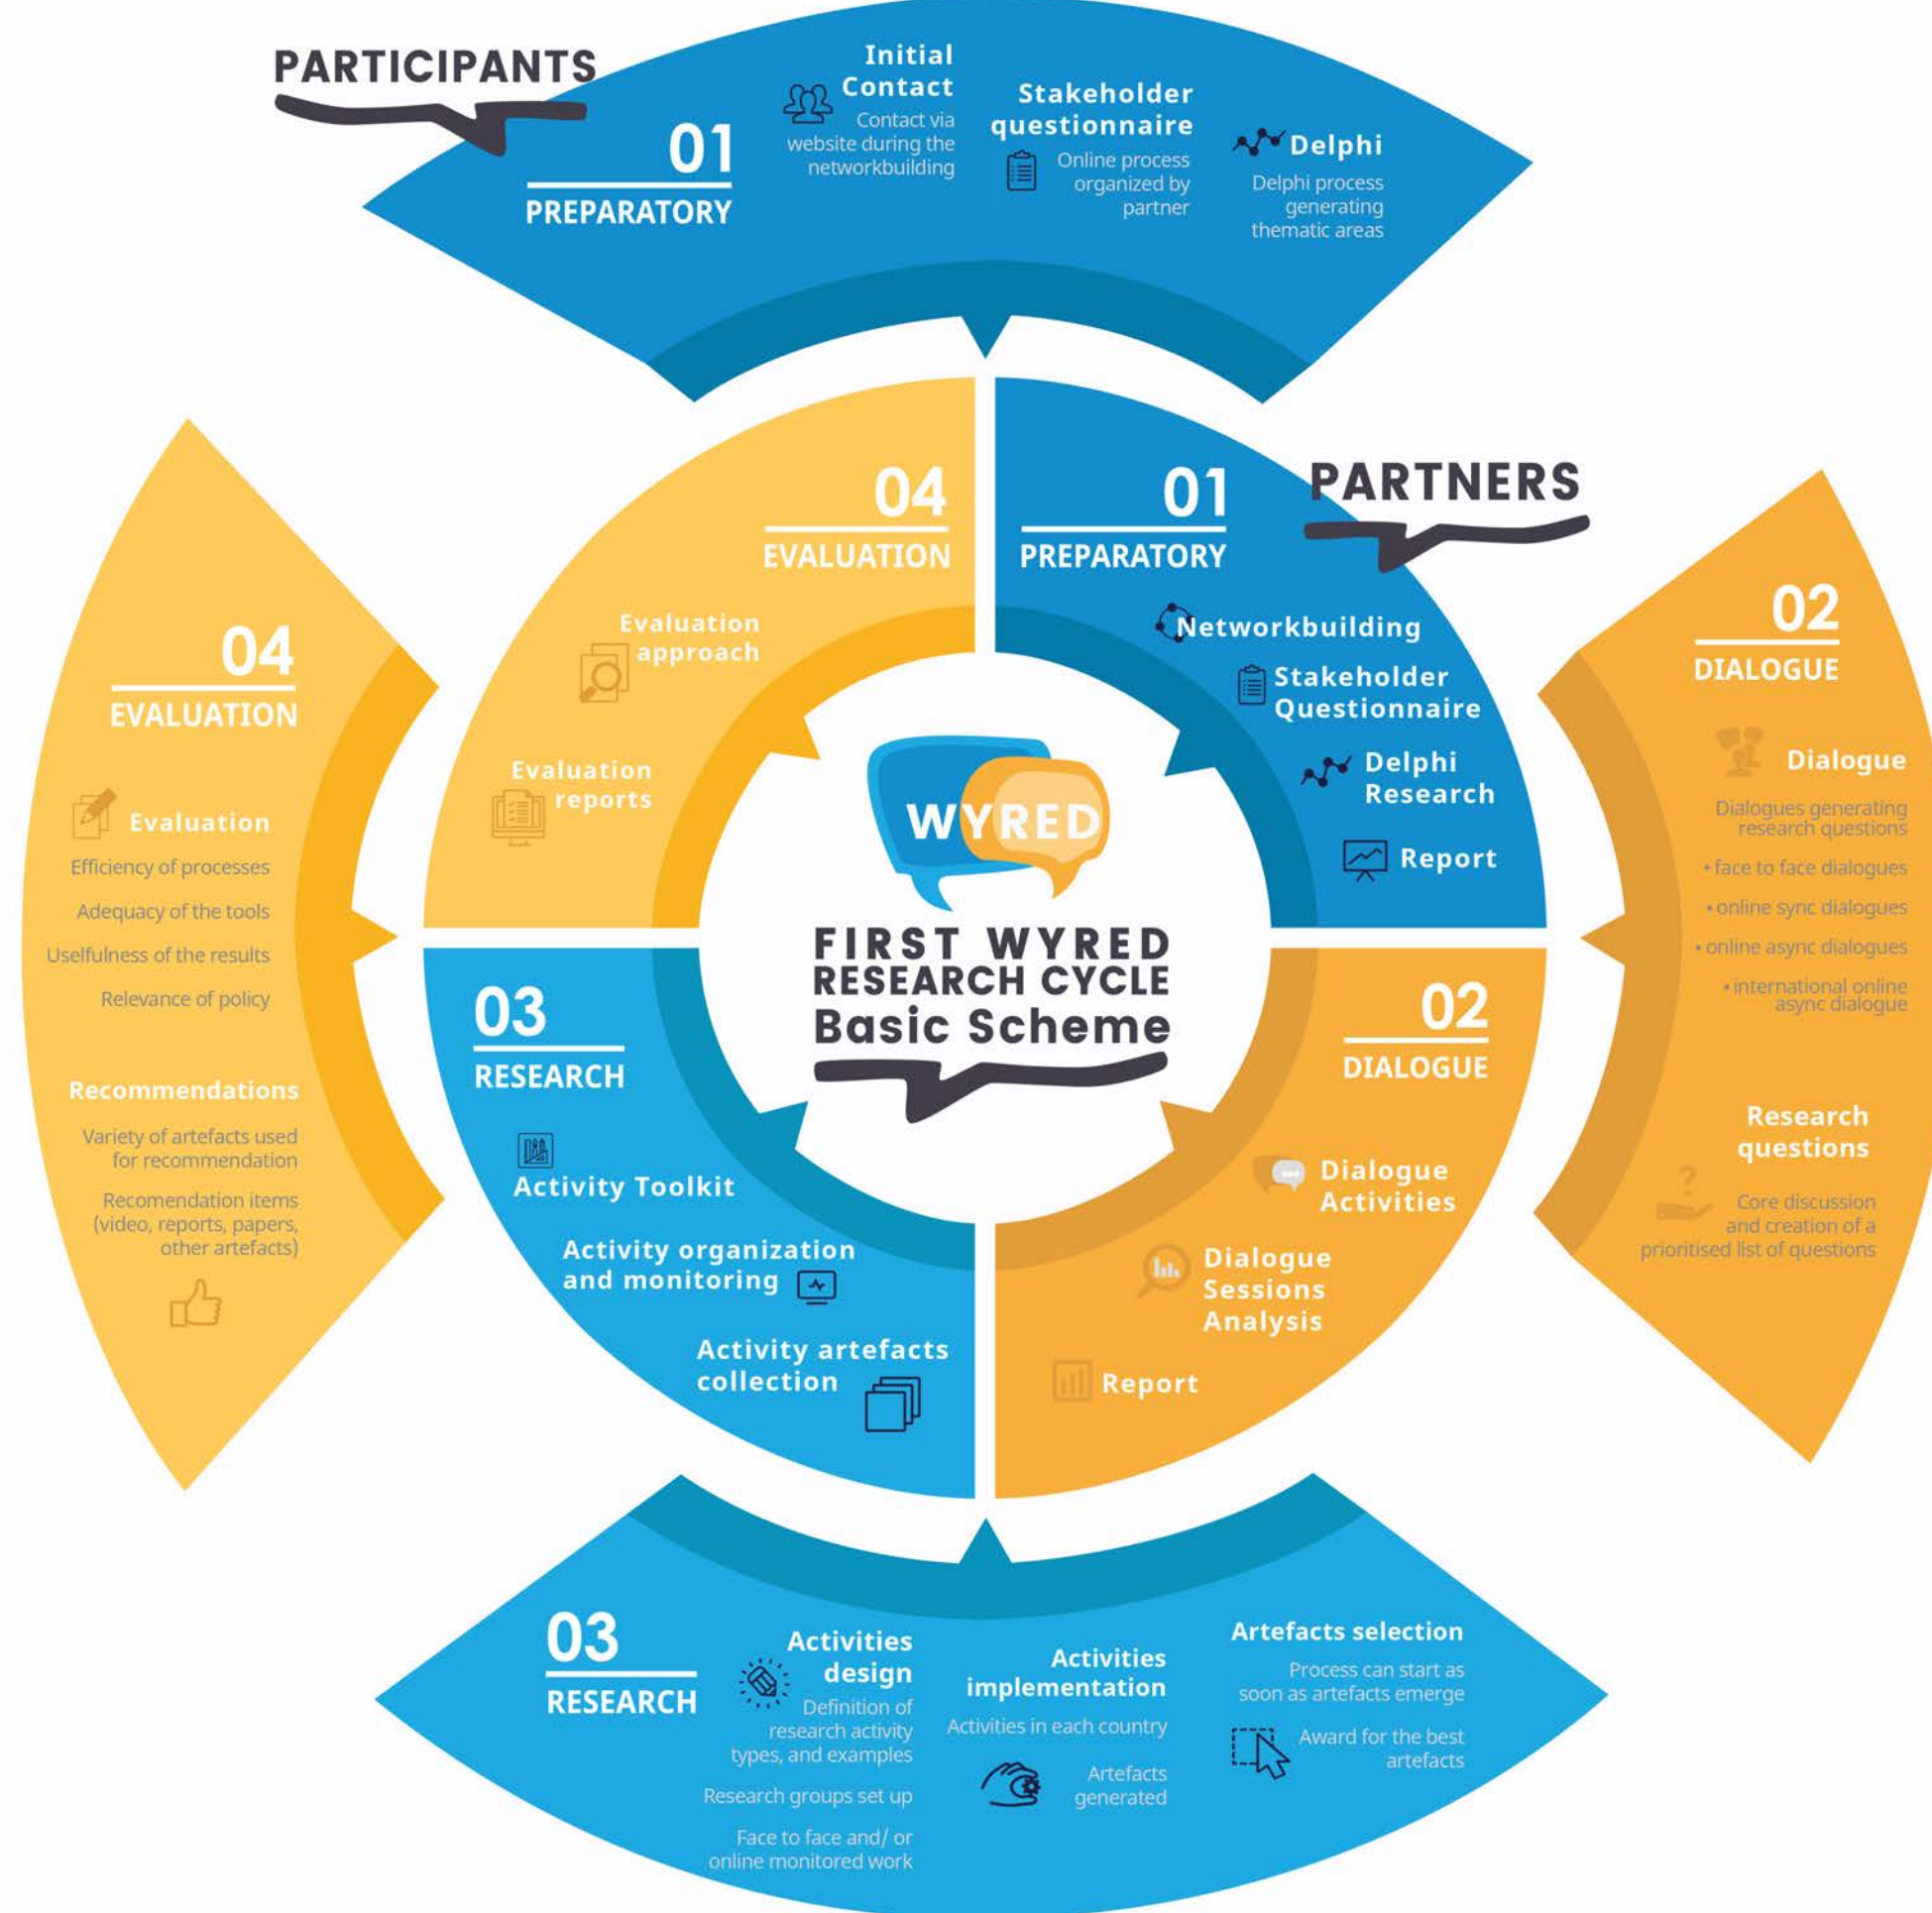 PARTICIPANTS
01
PREPARATORY
Initial
Contact
Contact via
website during the
networkbuilding
Stakeholder
questionnaire
Online process
organized by
partner
Delphi
Delphi process
generating
thematic areas
04
EVALUATION
Evaluation
approach
Evaluation
reports
01
PREPARATORY
PARTNERS
Networkbuilding
Stakeholder
Questionnaire
Delphi
Research
Report
04
EVALUATION
Evaluation
Efficiency of processes
Adequacy of the tools
Uselfulness of the results
Relevance of policy
Recommendations
Variety of artefacts used
for recommendation
Recomendation items
(video, reports, papers,
other artefacts)
WYRED
FIRST WYRED
RESEARCH CYCLE
Basic Scheme
02
DIALOGUE
Dialogue
Dialogues generating
research questions
• face to face dialogues
• online sync dialogues
• online async dialogues
• international online
async dialogue
Research
questions
?
Core discussion
and creation of a
prioritised list of questions
03
RESEARCH
Activity Toolkit
Activity organization
and monitoring
Activity artefacts
collection
02
DIALOGUE
Dialogue
Activities
Dialogue
Sessions
Analysis
Report
03
RESEARCH
Activities
design
Definition of
research activity
types, and examples
Research groups set up
Face to face and/ or
online monitored work
Activities
implementation
Activities in each country
Artefacts
generated
Artefacts selection
Process can start as
soon as artefacts emerge
Award for the best
artefacts